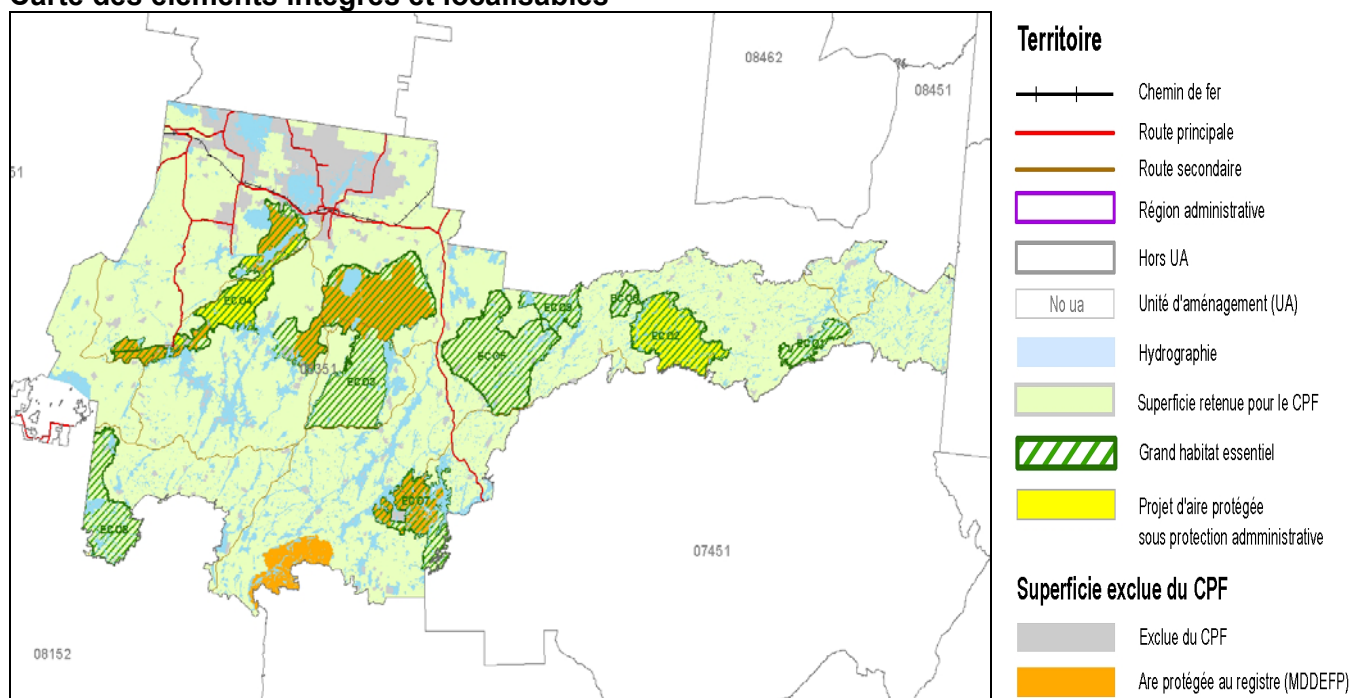 Carte des éléments intégrés et localisables
08462
08451
51
ECO4
ECO5
ECO6
ECO2
ECO1
ECO3
ECO7
ECO8
07451
08152
Territoire
Chemin de fer
Route principale
Route secondaire
Région administrative
Hors UA
No ua
Unité d'aménagement (UA)
Hydrographie
Superficie retenue pour le CPF
Grand habitat essentiel
Projet d'aire protégée
sous protection admministrative
Superficie exclue du CPF
Exclue du CPF
Are protégée au registre (MDDEFP)